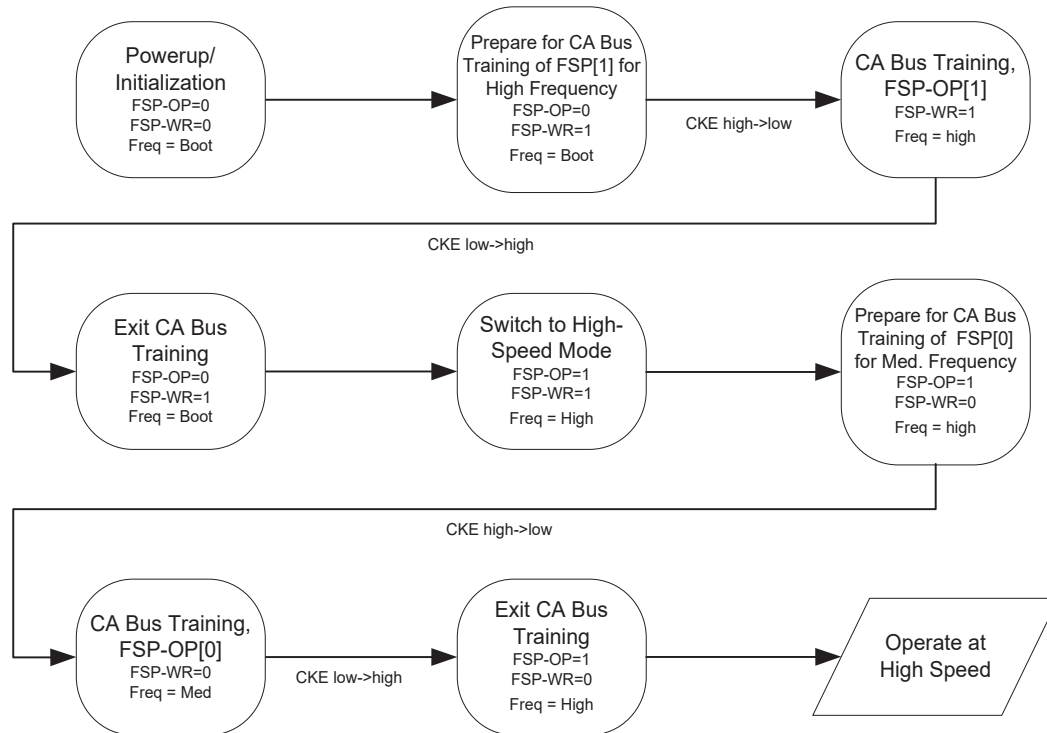 Powerup/
Initialization
FSP-OP=0
FSP-WR=0
Freq = Boot
Prepare for CA Bus
Training of FSP[1] for
High Frequency
FSP-OP=0
FSP-WR=1
Freq = Boot
CKE high->low
CA Bus Training,
FSP-OP[1]
FSP-WR=1
Freq = high
CKE low->high
Exit CA Bus
Training
FSP-OP=0
FSP-WR=1
Freq = Boot
Switch to High-
Speed Mode
FSP-OP=1
FSP-WR=1
Freq = High
Prepare for CA Bus
Training of FSP[0]
for Med. Frequency
FSP-OP=1
FSP-WR=0
Freq = high
CKE high->low
CA Bus Training,
FSP-OP[0]
FSP-WR=0
Freq = Med
CKE low->high
Exit CA Bus
Training
FSP-OP=1
FSP-WR=0
Freq = High
Operate at
High Speed